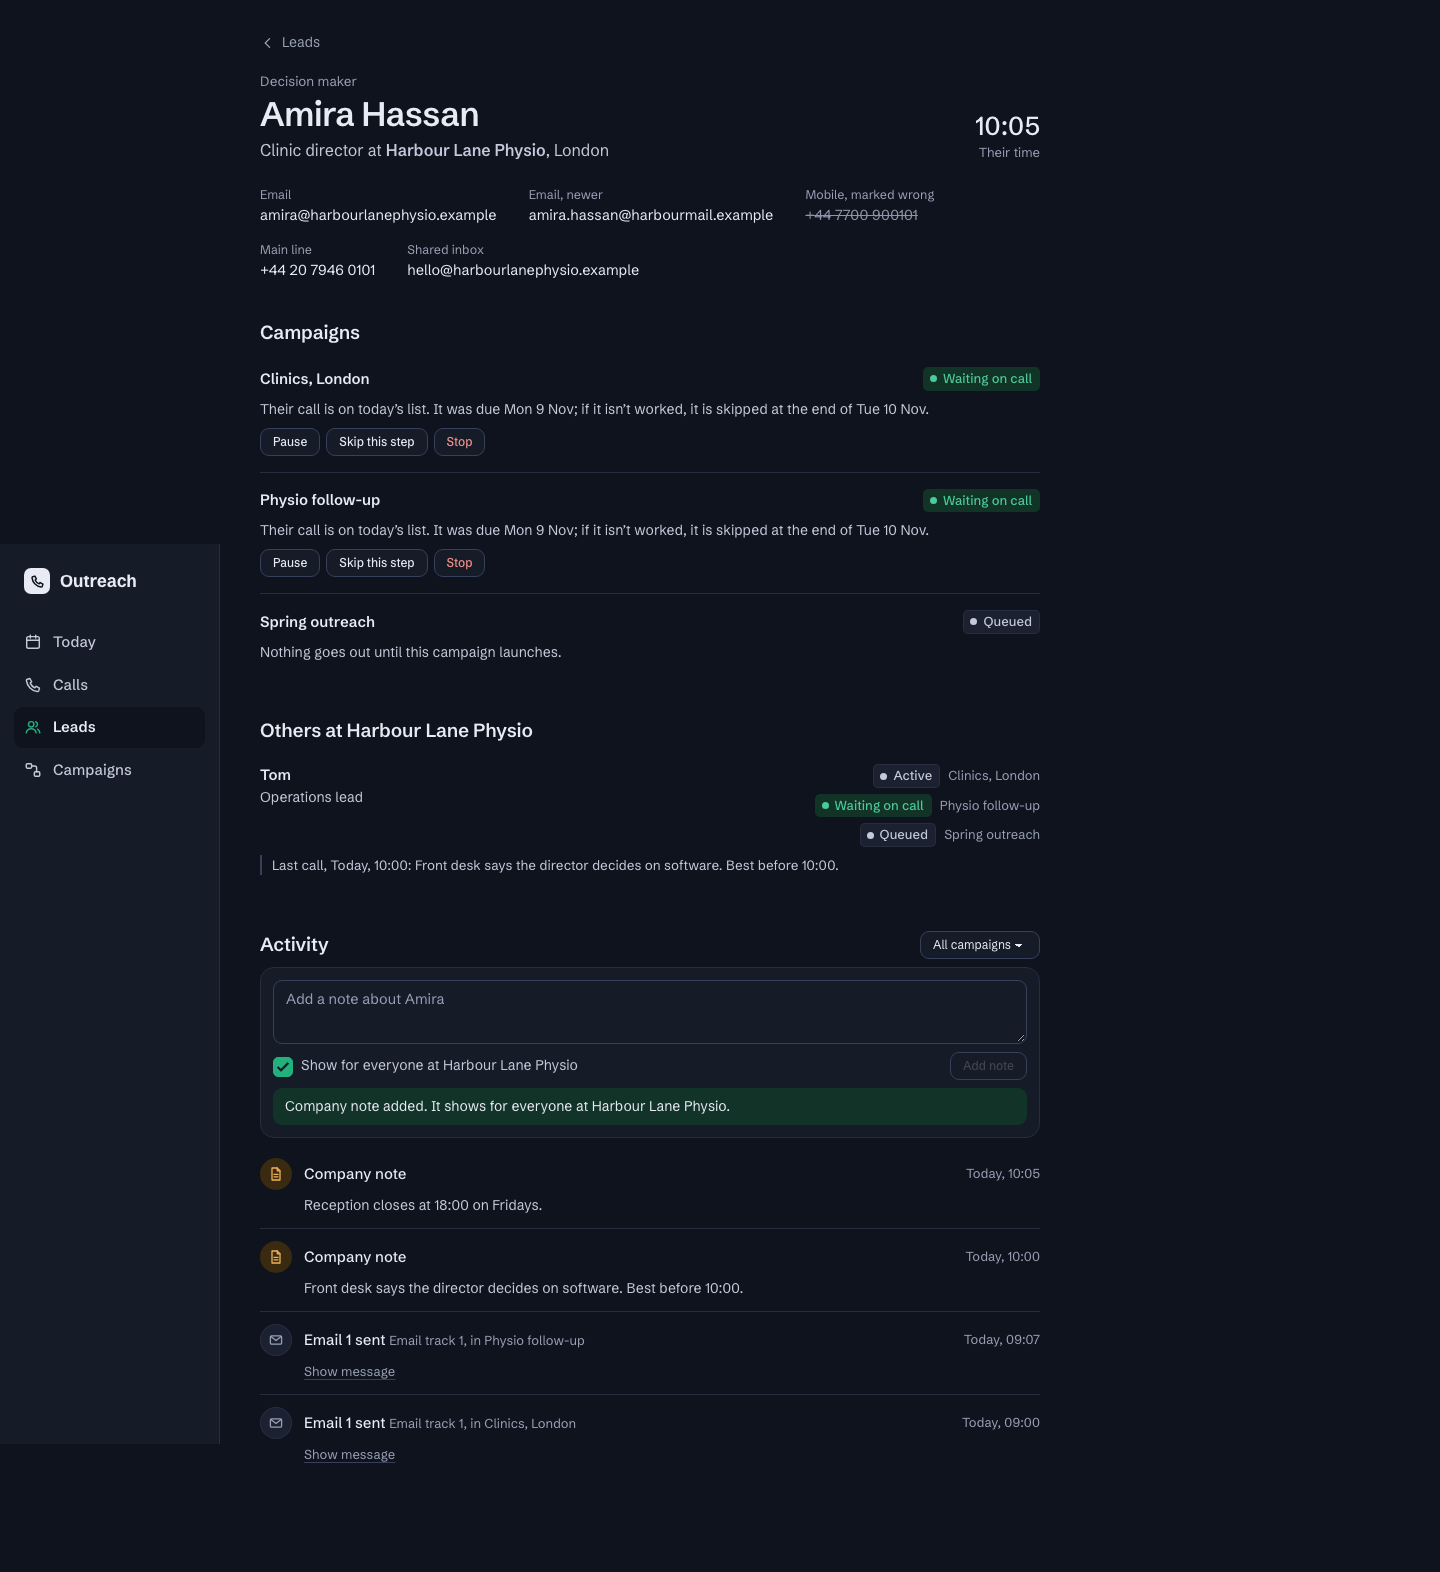 Leads
Decision maker
Amira Hassan
Clinic director at Harbour Lane Physio, London
10:05
Their time
Email
amira@harbourlanephysio.example
Email, newer
amira.hassan@harbourmail.example
Mobile, marked wrong
+44 7700 900101
Main line
+44 20 7946 0101
Shared inbox
hello@harbourlanephysio.example
Campaigns
Clinics, London
Waiting on call
Their call is on today’s list. It was due Mon 9 Nov; if it isn’t worked, it is skipped at the end of Tue 10 Nov.
Pause
Skip this step
Stop
Physio follow-up
Waiting on call
Their call is on today’s list. It was due Mon 9 Nov; if it isn’t worked, it is skipped at the end of Tue 10 Nov.
Pause
Skip this step
Stop
Spring outreach
Queued
Nothing goes out until this campaign launches.
Outreach
Today
Calls
Leads
Campaigns
Others at Harbour Lane Physio
Tom
Operations lead
Active Clinics, London
Waiting on call Physio follow-up
Queued Spring outreach
Last call, Today, 10:00: Front desk says the director decides on software. Best before 10:00.
Activity
All campaigns
Add a note about Amira
Show for everyone at Harbour Lane Physio
Add note
Company note added. It shows for everyone at Harbour Lane Physio.
Company note
Today, 10:05
Reception closes at 18:00 on Fridays.
Company note
Today, 10:00
Front desk says the director decides on software. Best before 10:00.
Email 1 sent Email track 1, in Physio follow-up
Today, 09:07
Show message
Email 1 sent Email track 1, in Clinics, London
Today, 09:00
Show message